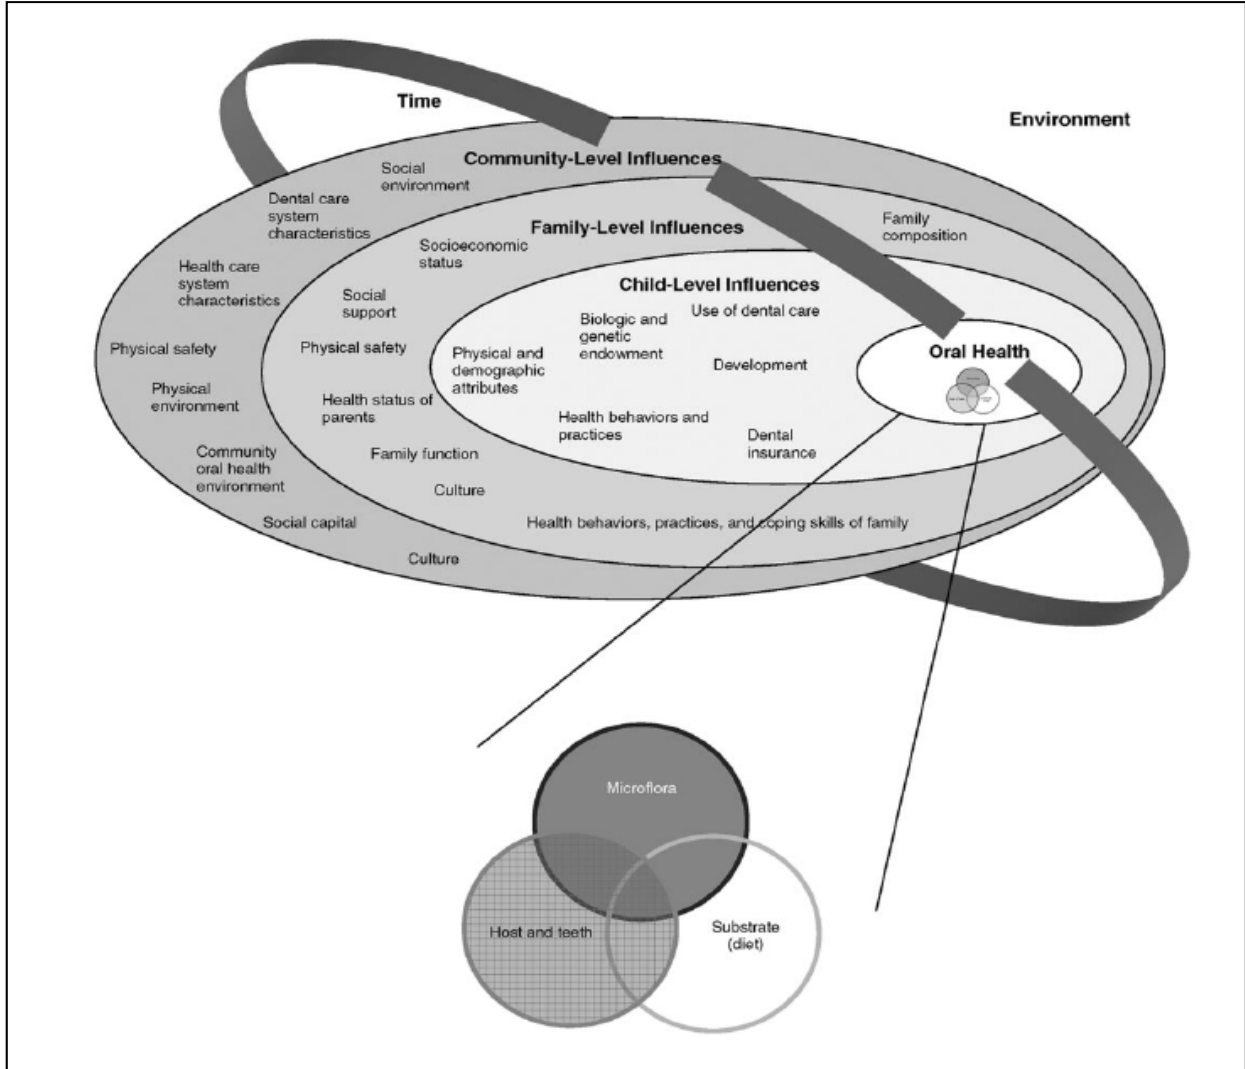 Time
Environment
Community-Level Influences
Social
environment
Dental care
system
characteristics
Health care
system
characteristics
Physical safety
Physical
environment
Community
oral health
environment
Social capital
Culture
Family-Level Influences
Family
composition
Socioeconomic
status
Social
support
Physical safety
Health status of
parents
Family function
Culture
Health behaviors, practices, and coping skills of family
Child-Level Influences
Use of dental care
Biologic and
genetic
endowment
Physical and
demographic
attributes
Development
Health behaviors and
practices
Dental
insurance
Oral Health
Microflora
Host and teeth
Substrate
(diet)